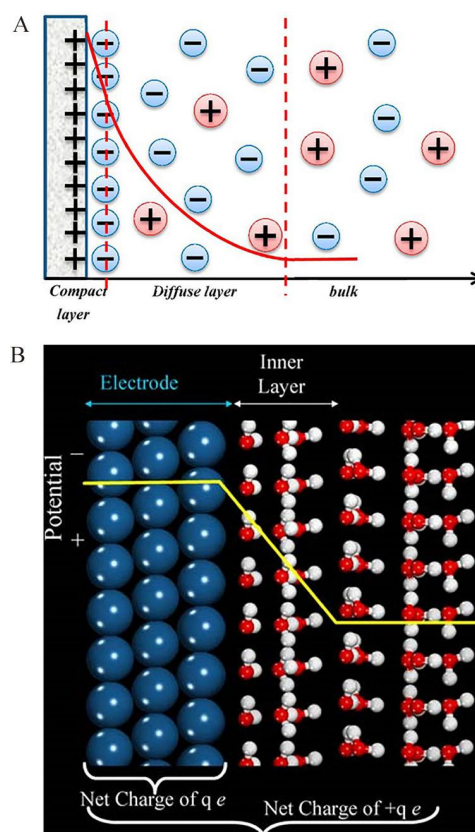 A
Compact
layer
Diffuse layer
bulk
B
Electrode
Inner
Layer
Potential
−
+
Net Charge of q e
Net Charge of +q e